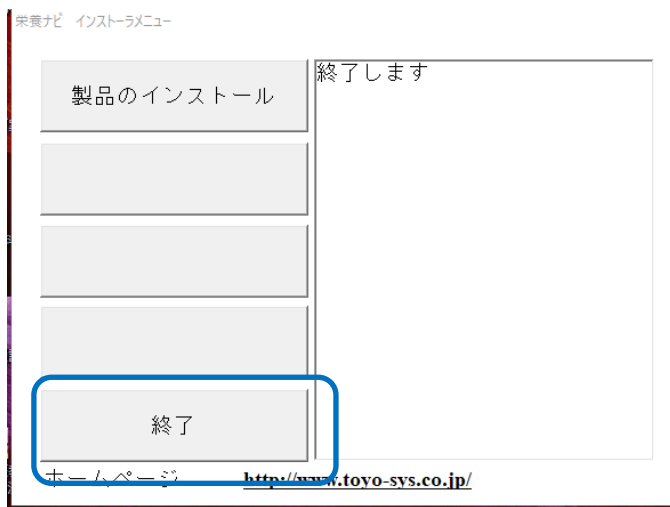 栄養ナビ インストーラメニュー
製品のインストール
終了します
終了
ホームページ http://www.toyo-sys.co.jp/